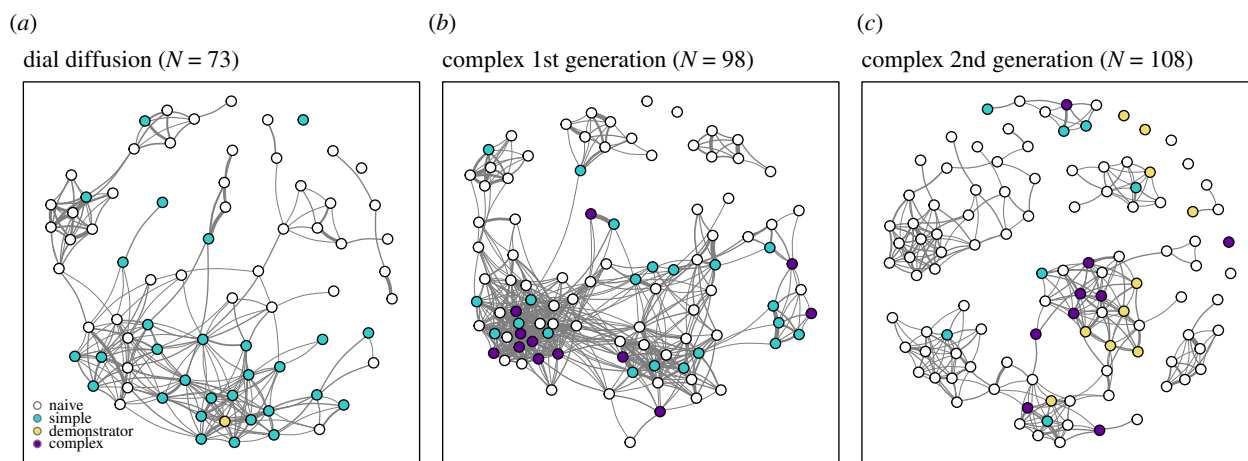 (a)
dial diffusion (N = 73)
naive
simple
demonstrator
complex
(b)
complex 1st generation (N = 98)
(c)
complex 2nd generation (N = 108)